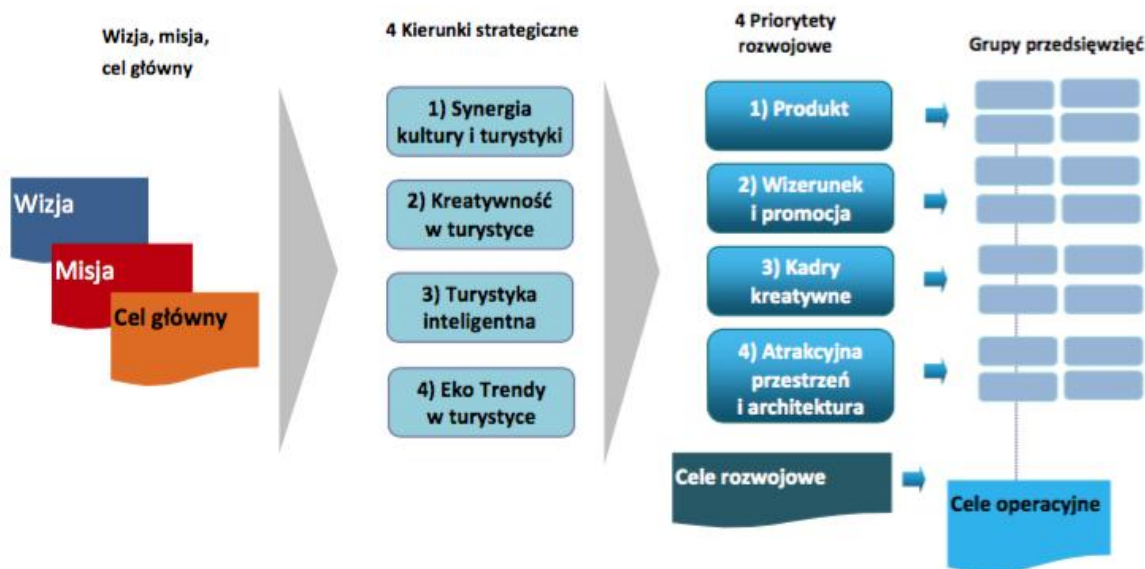 Wizja, misja,
cel główny
4 Kierunki strategiczne
4 Priorytety
rozwojowe
Grupy przedsięwzięć
Wizja
Misja
Cel główny
1) Synergia
kultury i turystyki
2) Kreatywność
w turystyce
3) Turystyka
inteligentna
4) Eko Trendy
w turystyce
1) Produkt
2) Wizerunek
i promocja
3) Kadry
kreatywne
4) Atrakcyjna
przestrzeń
i architektura
Cele rozwojowe
Cele operacyjne